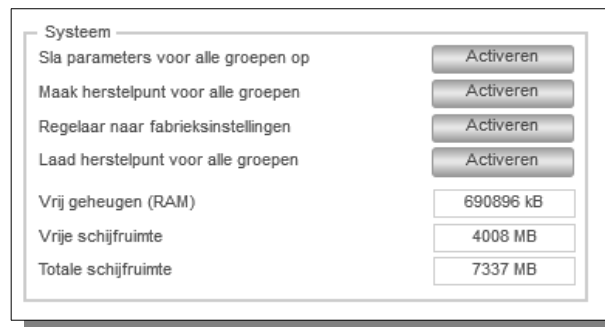 Systeem
Sla parameters voor alle groepen op Activeren
Maak herstelpunt voor alle groepen Activeren
Regelaar naar fabrieksinstellingen Activeren
Laad herstelpunt voor alle groepen Activeren
Vrij geheugen (RAM) 690896 kB
Vrije schijfruimte 4008 MB
Totale schijfruimte 7337 MB